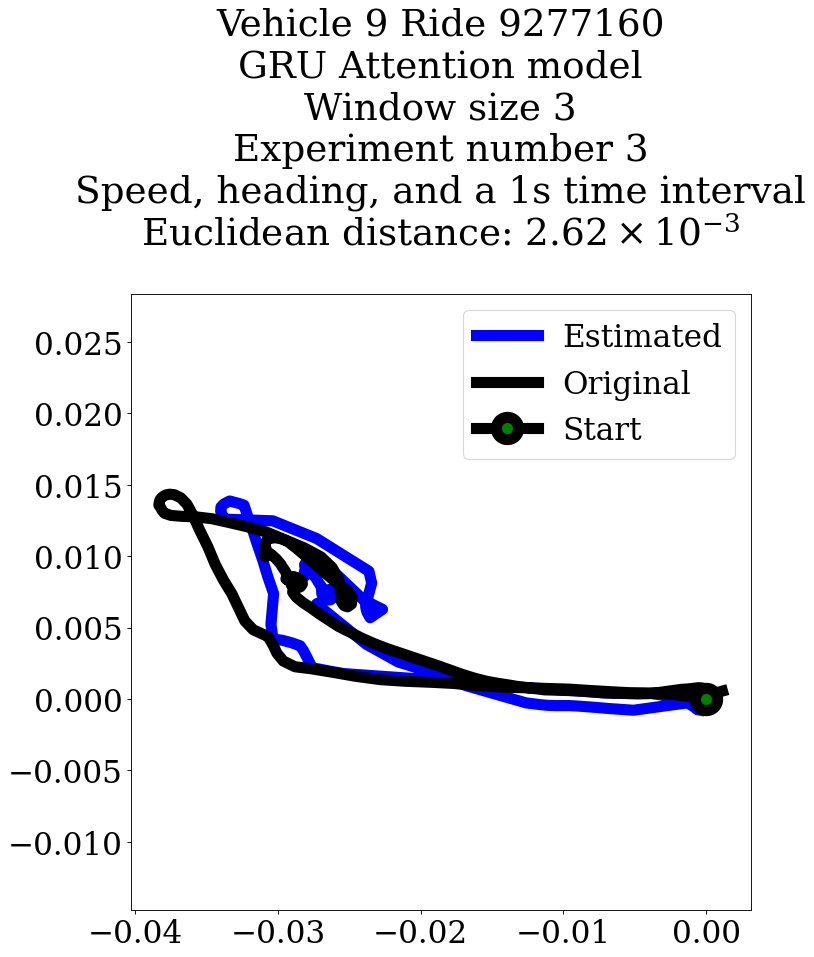 Vehicle 9 Ride 9277160
GRU Attention model
Window size 3
Experiment number 3
Speed, heading, and a 1s time interval
Euclidean distance: 2.62 × 10⁻³
Estimated
Original
Start
0.025
0.020
0.015
0.010
0.005
0.000
−0.005
−0.010
−0.04 −0.03 −0.02 −0.01 0.00